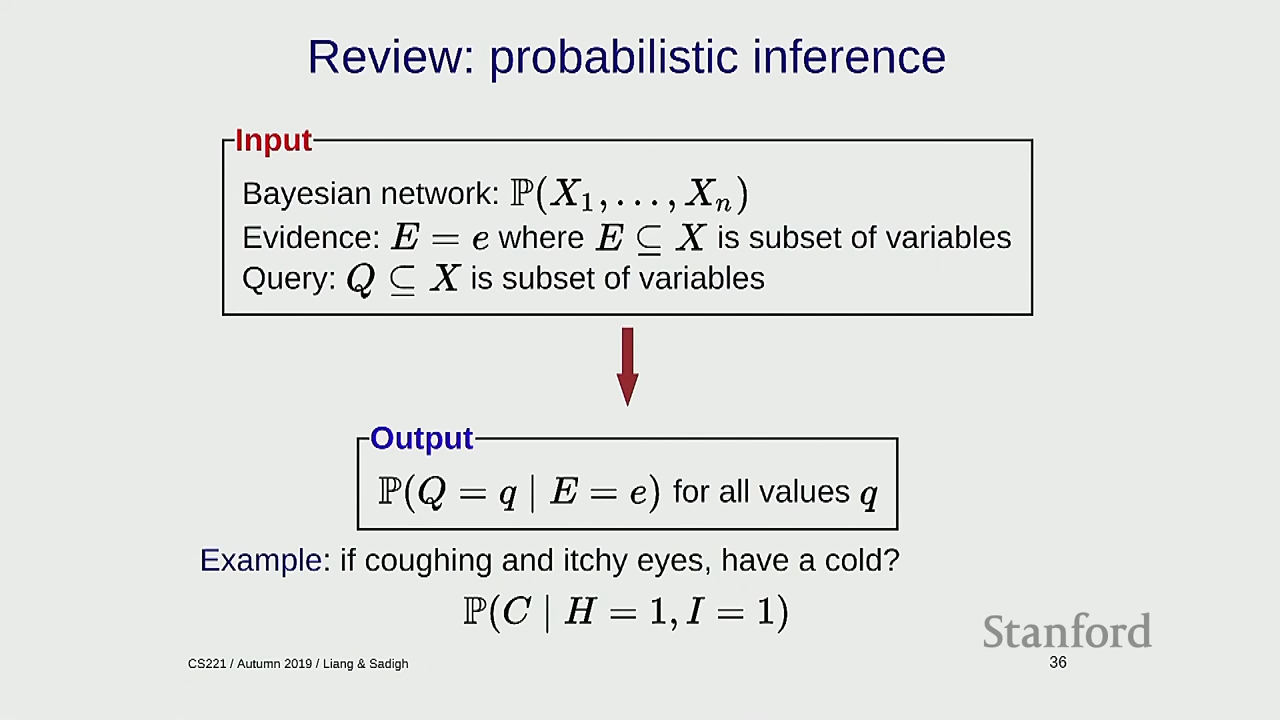 Review: probabilistic inference
Input
Bayesian network: ℙ(X₁, …, Xₙ)
Evidence: E = e where E ⊆ X is subset of variables
Query: Q ⊆ X is subset of variables
Output
ℙ(Q = q | E = e) for all values q
Example: if coughing and itchy eyes, have a cold?
ℙ(C | H = 1, I = 1)
Stanford
CS221 / Autumn 2019 / Liang & Sadigh
36